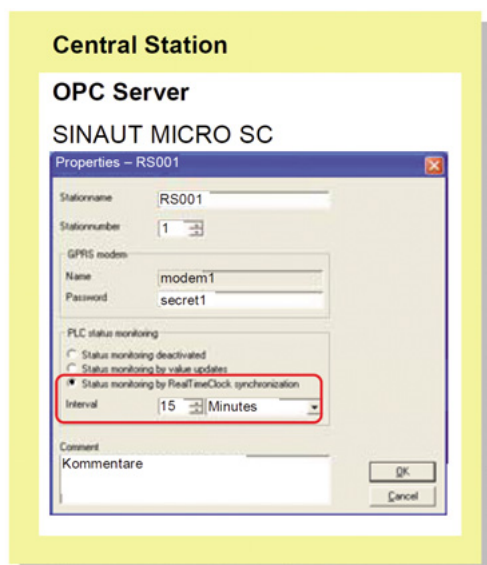 Central Station
OPC Server
SINAUT MICRO SC
Properties – RS001
Stationname RS001
Stationnumber 1
GPRS modem
Name modem1
Password secret1
PLC status monitoring
Status monitoring deactivated
Status monitoring by value updates
Status monitoring by RealTimeClock synchronization
Interval 15 Minutes
Comment
Kommentare
OK
Cancel